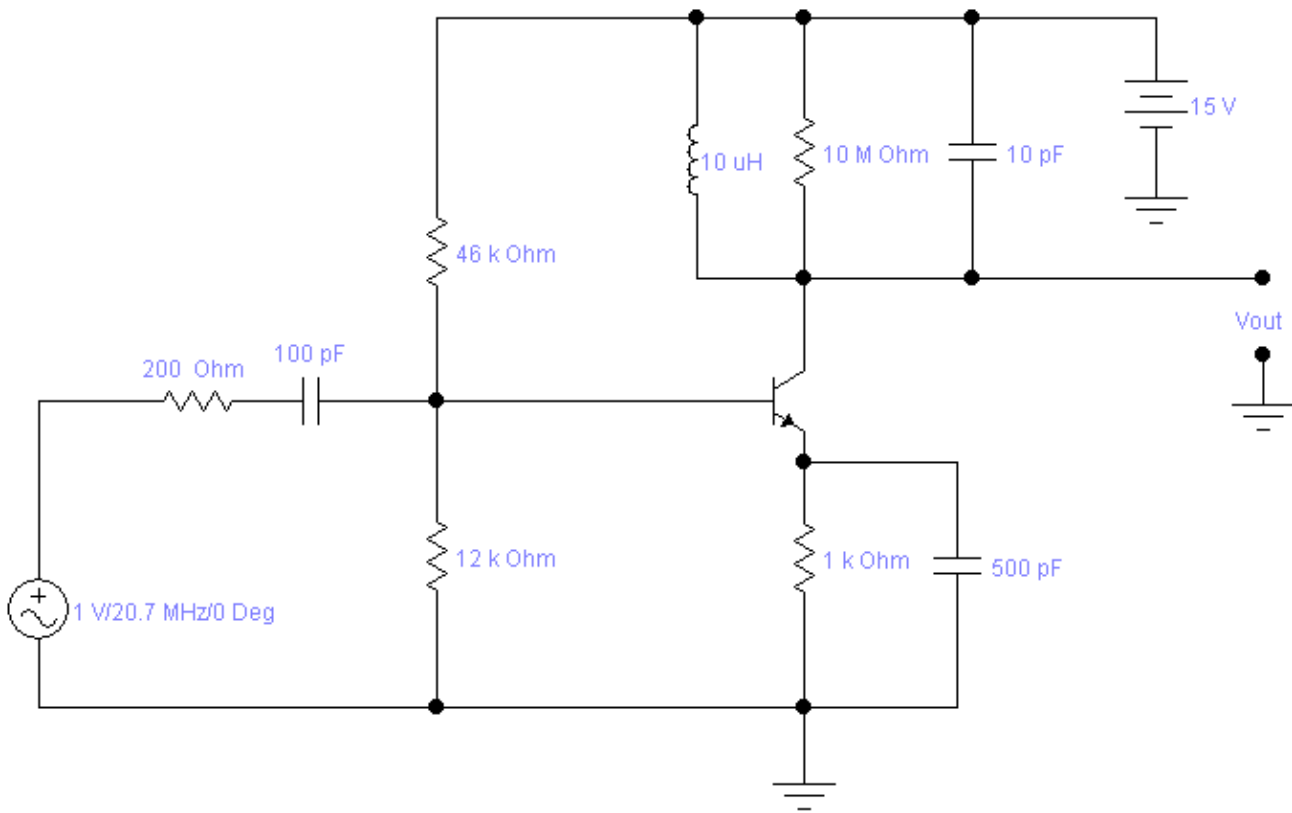 15 V
10 uH
10 M Ohm
10 pF
46 k Ohm
Vout
100 pF
200 Ohm
12 k Ohm
1 k Ohm
500 pF
1 V/20.7 MHz/0 Deg